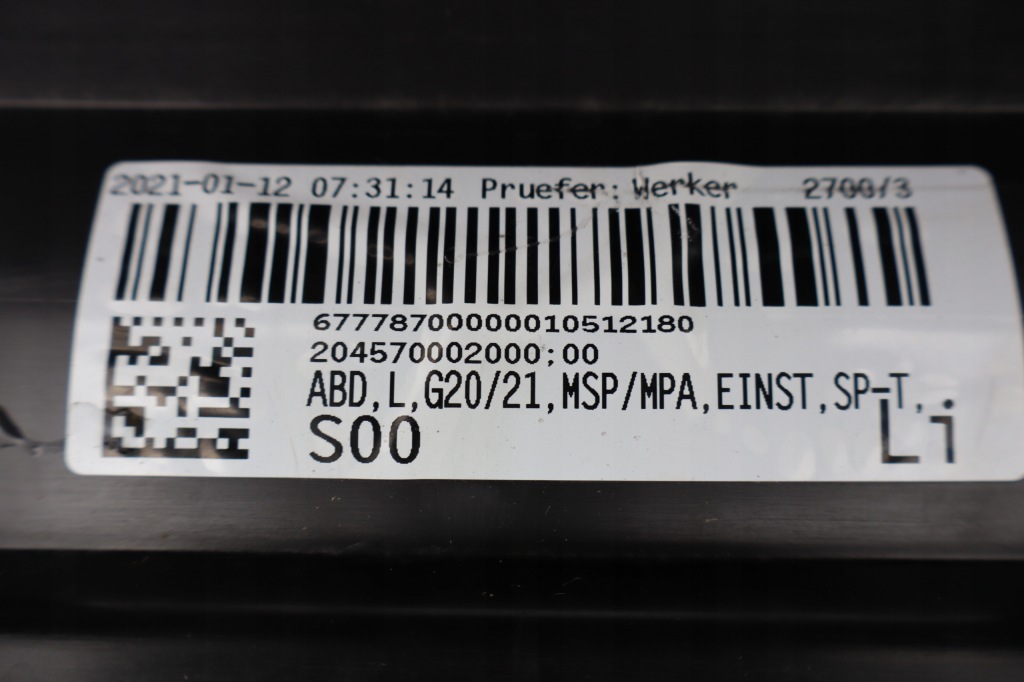 2021-01-12 07:31:14 Pruefer: Werker 2700/3
67778700000010512180
204570002000;00
ABD,L,G20/21,MSP/MPA,EINST,SP-T,-
S00 Li